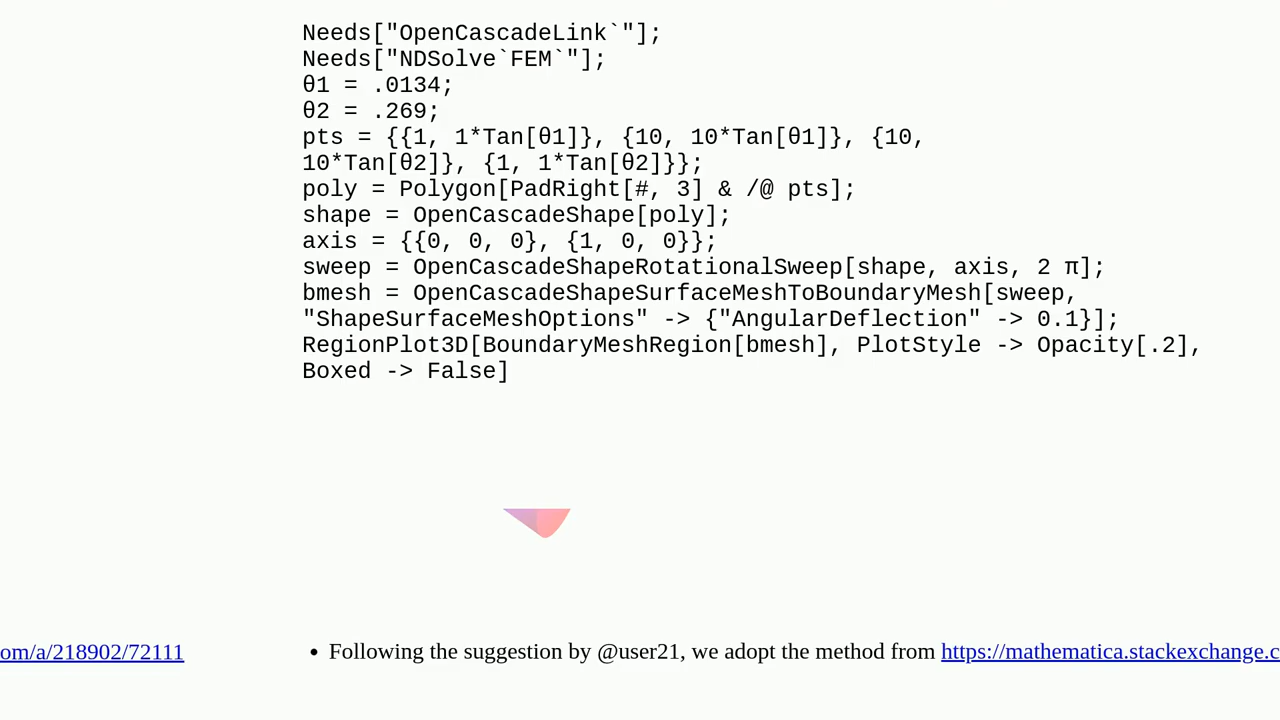 Needs["OpenCascadeLink`"];
Needs["NDSolve`FEM`"];
θ1 = .0134;
θ2 = .269;
pts = {{1, 1*Tan[θ1]}, {10, 10*Tan[θ1]}, {10,
10*Tan[θ2]}, {1, 1*Tan[θ2]}};
poly = Polygon[PadRight[#, 3] & /@ pts];
shape = OpenCascadeShape[poly];
axis = {{0, 0, 0}, {1, 0, 0}};
sweep = OpenCascadeShapeRotationalSweep[shape, axis, 2 π];
bmesh = OpenCascadeShapeSurfaceMeshToBoundaryMesh[sweep,
"ShapeSurfaceMeshOptions" -> {"AngularDeflection" -> 0.1}];
RegionPlot3D[BoundaryMeshRegion[bmesh], PlotStyle -> Opacity[.2],
Boxed -> False]
om/a/218902/72111
• Following the suggestion by @user21, we adopt the method from https://mathematica.stackexchange.c